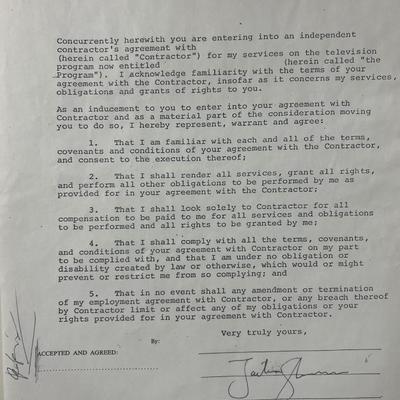 Concurrently herewith you are entering into an independent
contractor's agreement with
(herein called "Contractor") for my services on the television
program now entitled (herein called "the
Program"). I acknowledge familiarity with the terms of your
agreement with the Contractor, insofar as it concerns my services,
obligations and grants of rights to you.
As an inducement to you to enter into your agreement with
Contractor and as a material part of the consideration moving
you to do so, I hereby represent, warrant and agree:
1. That I am familiar with each and all of the terms,
covenants and conditions of your agreement with the Contractor,
and consent to the execution thereof;
2. That I shall render all services, grant all rights,
and perform all other obligations to be performed by me as
provided for in your agreement with the Contractor;
3. That I shall look solely to Contractor for all
compensation to be paid to me for all services and obligations
to be performed and all rights to be granted by me;
4. That I shall comply with all the terms, covenants,
and conditions of your agreement with Contractor on my part
to be complied with, and that I am under no obligation or
disability created by law or otherwise, which would or might
prevent or restrict me from so complying; and
5. That in no event shall any amendment or termination
of my employment agreement with Contractor, or any breach thereof
by Contractor limit or affect any of my obligations or your
rights provided for in your agreement with Contractor.
Very truly yours,
By:
ACCEPTED AND AGREED: